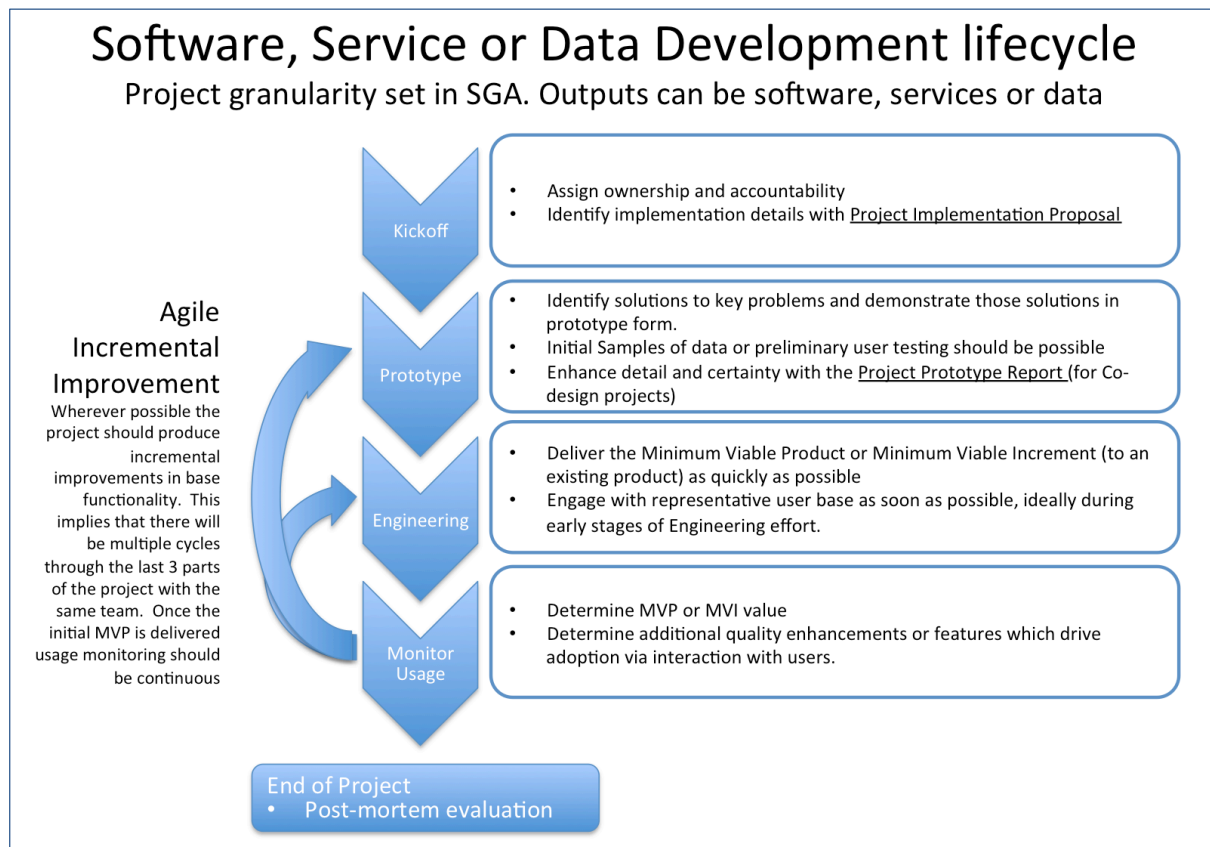 Software, Service or Data Development lifecycle
Project granularity set in SGA. Outputs can be software, services or data
Kickoff
• Assign ownership and accountability
• Identify implementation details with Project Implementation Proposal
Agile
Incremental
Improvement
Wherever possible the
project should produce
incremental
improvements in base
functionality. This
implies that there will
be multiple cycles
through the last 3 parts
of the project with the
same team. Once the
initial MVP is delivered
usage monitoring should
be continuous
Prototype
• Identify solutions to key problems and demonstrate those solutions in
prototype form.
• Initial Samples of data or preliminary user testing should be possible
• Enhance detail and certainty with the Project Prototype Report (for Co-
design projects)
Engineering
• Deliver the Minimum Viable Product or Minimum Viable Increment (to an
existing product) as quickly as possible
• Engage with representative user base as soon as possible, ideally during
early stages of Engineering effort.
Monitor
Usage
• Determine MVP or MVI value
• Determine additional quality enhancements or features which drive
adoption via interaction with users.
End of Project
• Post-mortem evaluation